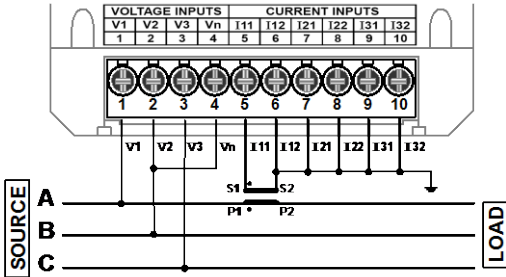 VOLTAGE INPUTS CURRENT INPUTS
V1 V2 V3 Vn I11 I12 I21 I22 I31 I32
1 2 3 4 5 6 7 8 9 10
1 2 3 4 5 6 7 8 9 10
V1 V2 V3 Vn I11 I12 I21 I22 I31 I32
S1 S2
P1 P2
SOURCE
A
B
C
LOAD